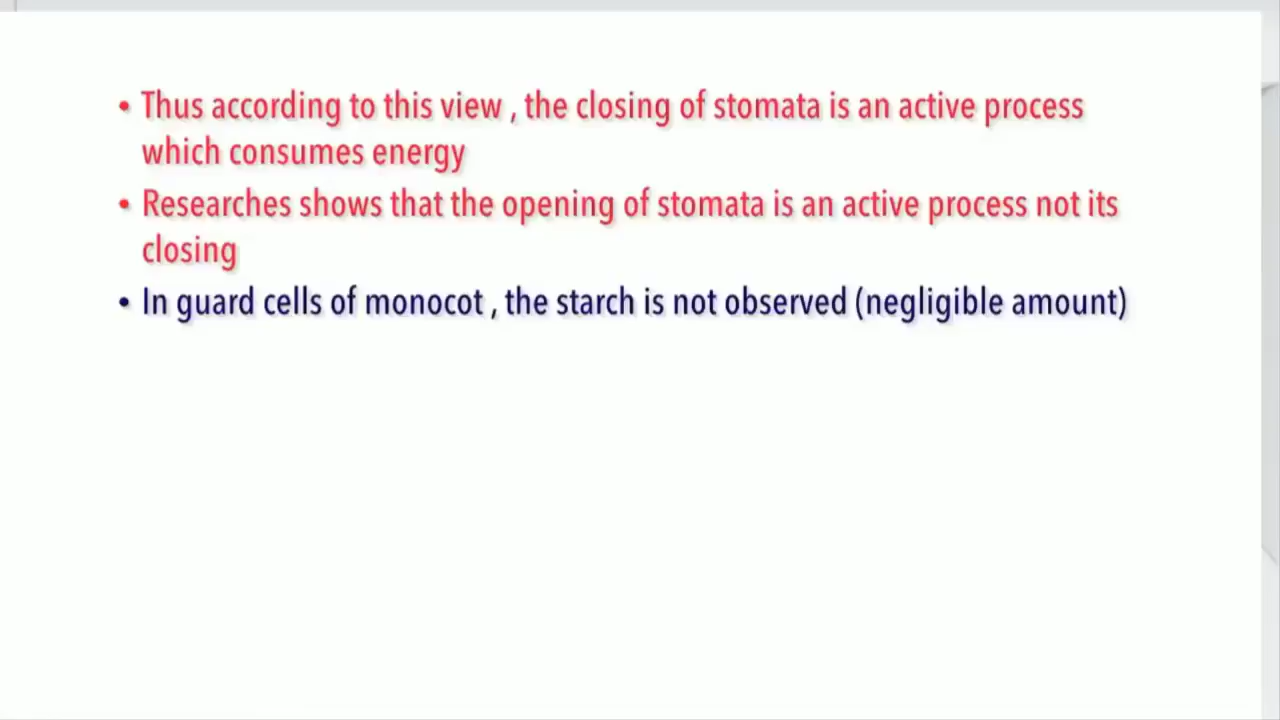 • Thus according to this view , the closing of stomata is an active process
which consumes energy
• Researches shows that the opening of stomata is an active process not its
closing
• In guard cells of monocot , the starch is not observed (negligible amount)